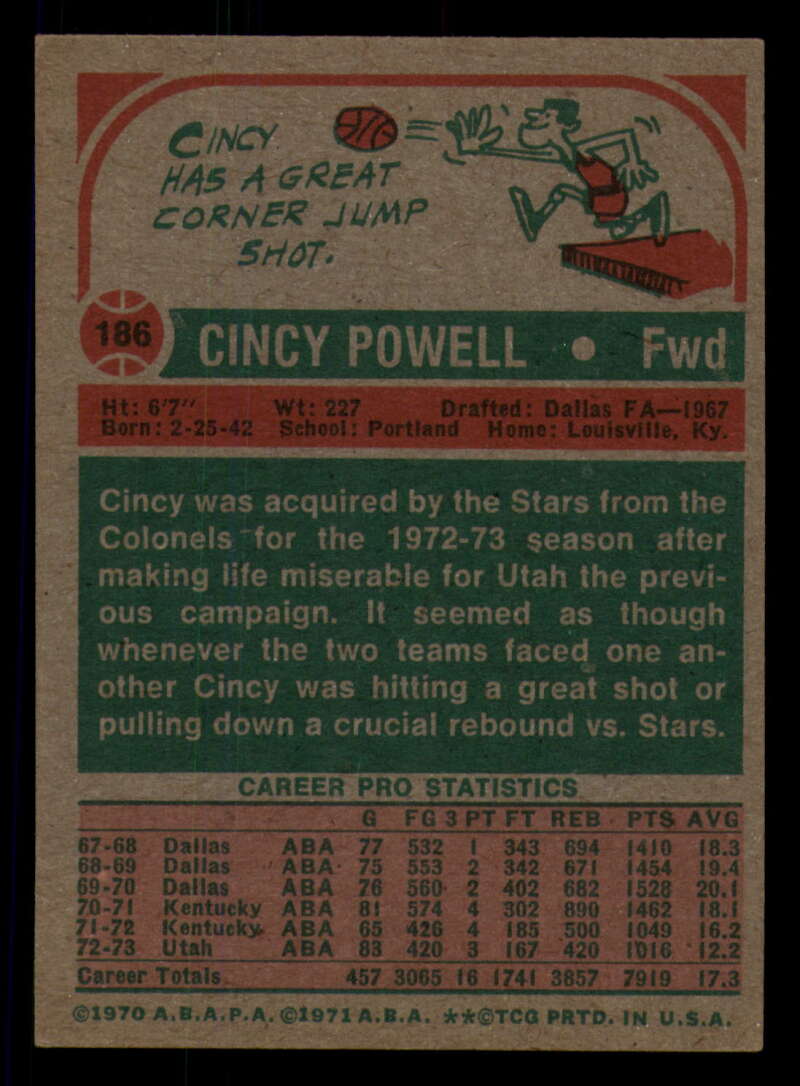 CINCY
HAS A GREAT
CORNER JUMP
SHOT.
186 CINCY POWELL • Fwd
Ht: 6'7" Wt: 227 Drafted: Dallas FA—1967
Born: 2-25-42 School: Portland Home: Louisville, Ky.
Cincy was acquired by the Stars from the
Colonels for the 1972-73 season after
making life miserable for Utah the previ-
ous campaign. It seemed as though
whenever the two teams faced one an-
other Cincy was hitting a great shot or
pulling down a crucial rebound vs. Stars.
CAREER PRO STATISTICS
G FG 3 PT FT REB PTS AVG
67-68 Dallas ABA 77 532 1 343 694 1410 18.3
68-69 Dallas ABA 75 553 2 342 671 1454 19.4
69-70 Dallas ABA 76 560 2 402 682 1528 20.1
70-71 Kentucky ABA 81 574 4 302 890 1462 18.1
71-72 Kentucky ABA 65 426 4 185 500 1049 16.2
72-73 Utah ABA 83 420 3 167 420 1016 12.2
Career Totals 457 3065 16 1741 3857 7919 17.3
©1970 A.B.A.P.A. ©1971 A.B.A. **©TCG PRTD. IN U.S.A.